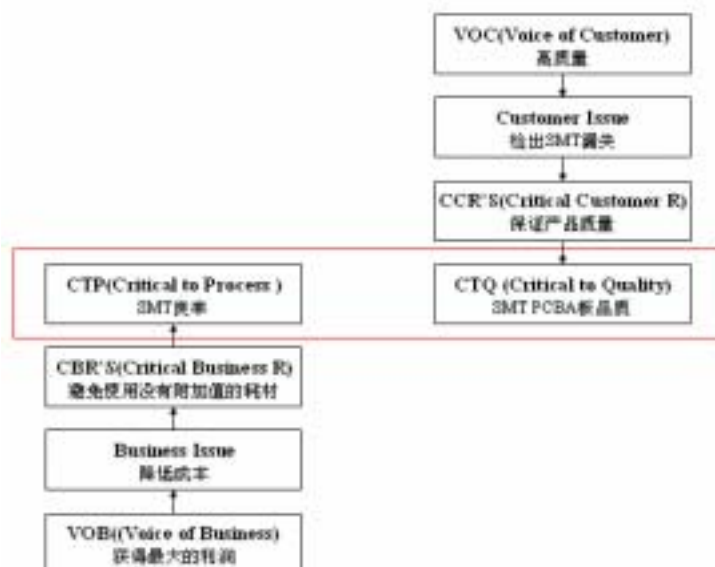 VOC(Voice of Customer)
高质量
Customer Issue
检出SMT漏失
CCR'S(Critical Customer R)
保证产品质量
CTP(Critical to Process )
SMT良率
CTQ (Critical to Quality)
SMT PCBA板品质
CBR'S(Critical Business R)
避免使用没有附加值的耗材
Business Issue
降低成本
VOB((Voice of Business)
获得最大的利润